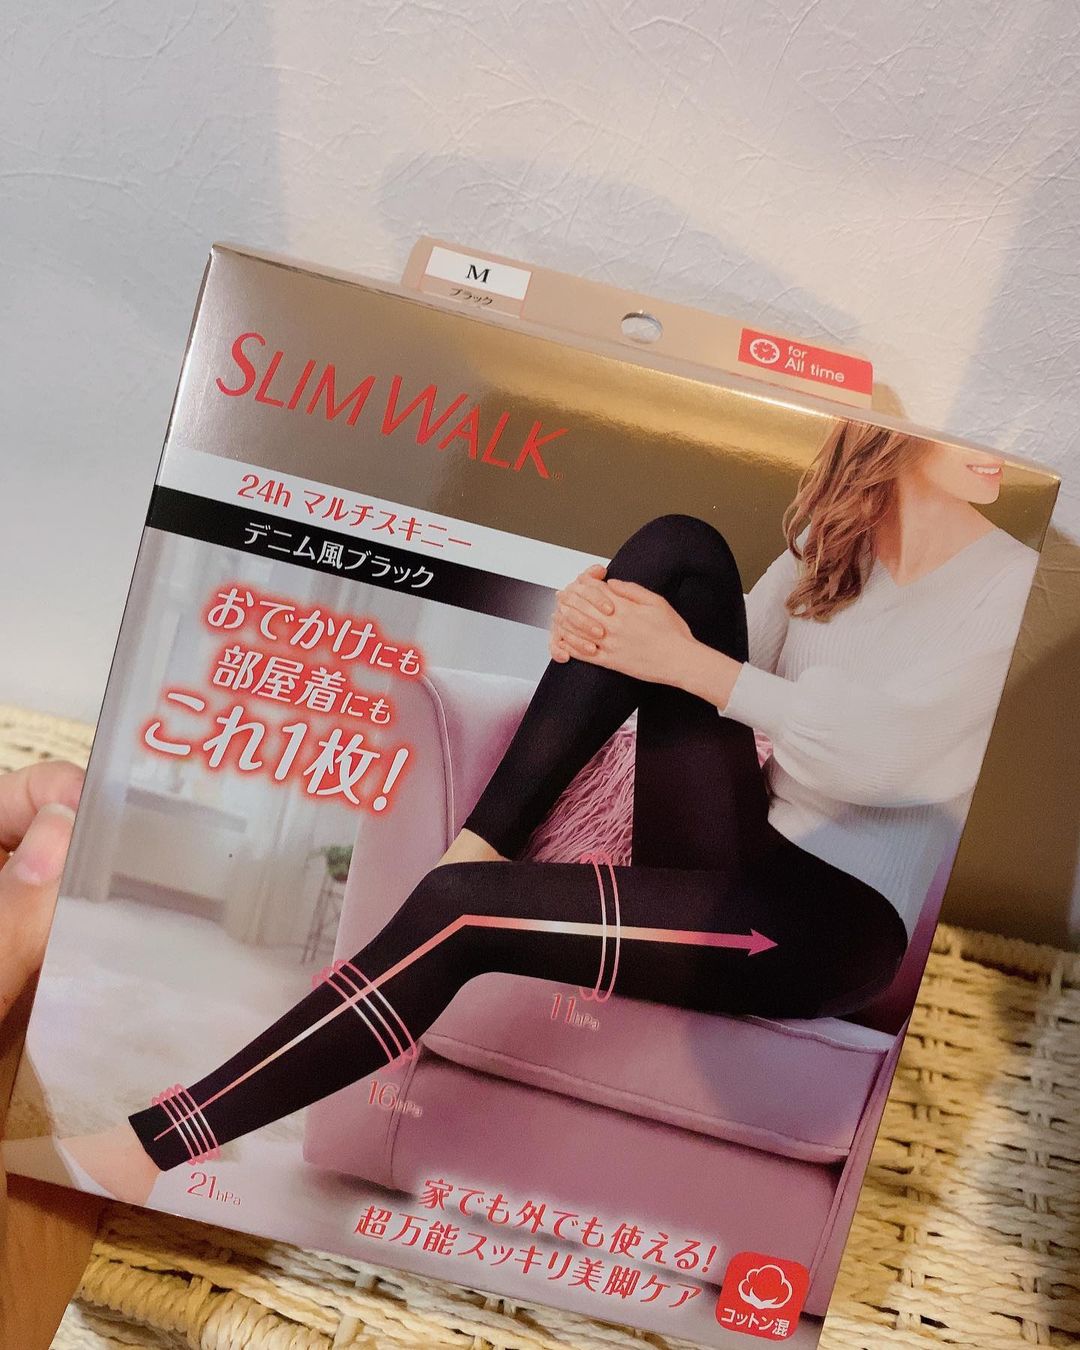 M
ブラック
for
All time
SLIM WALK
24h マルチスキニー
デニム風ブラック
おでかけにも
部屋着にも
これ1枚!
11hPa
16hPa
21hPa
家でも外でも使える!
超万能スッキリ美脚ケア
コットン混